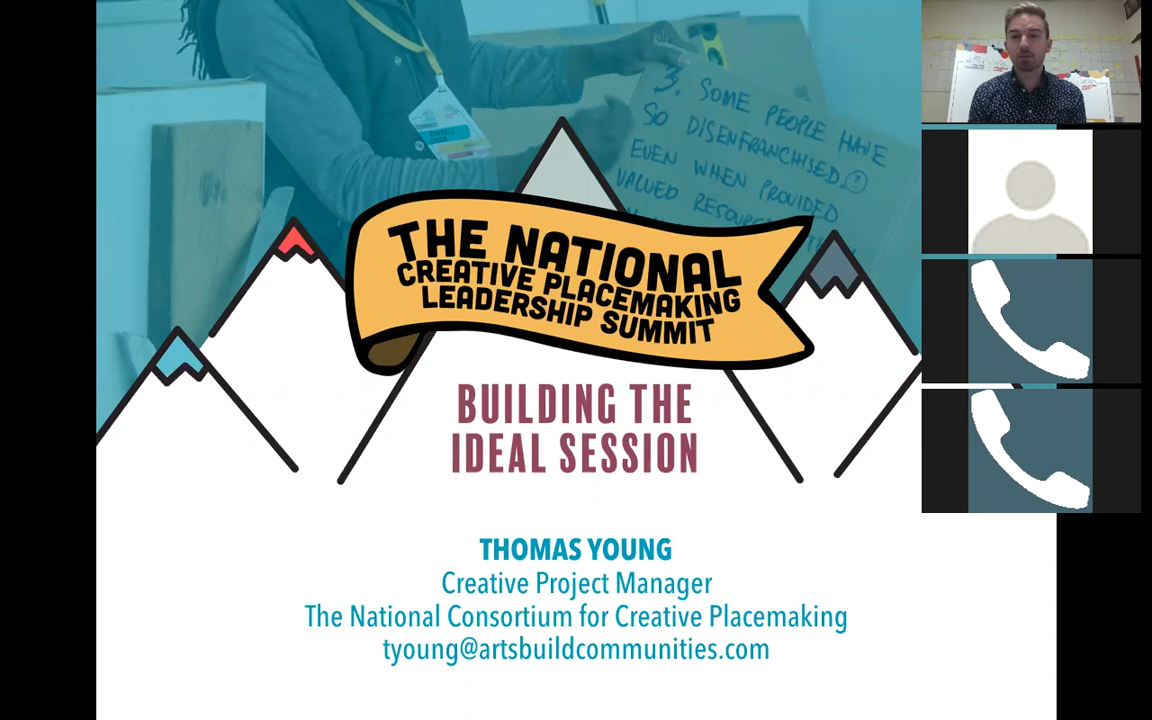 3. SOME PEOPLE HAVE
SO DISENFRANCHISED.?
EVEN WHEN PROVIDED
VALUED
THE NATIONAL
CREATIVE PLACEMAKING
LEADERSHIP SUMMIT
BUILDING THE
IDEAL SESSION
THOMAS YOUNG
Creative Project Manager
The National Consortium for Creative Placemaking
tyoung@artsbuildcommunities.com